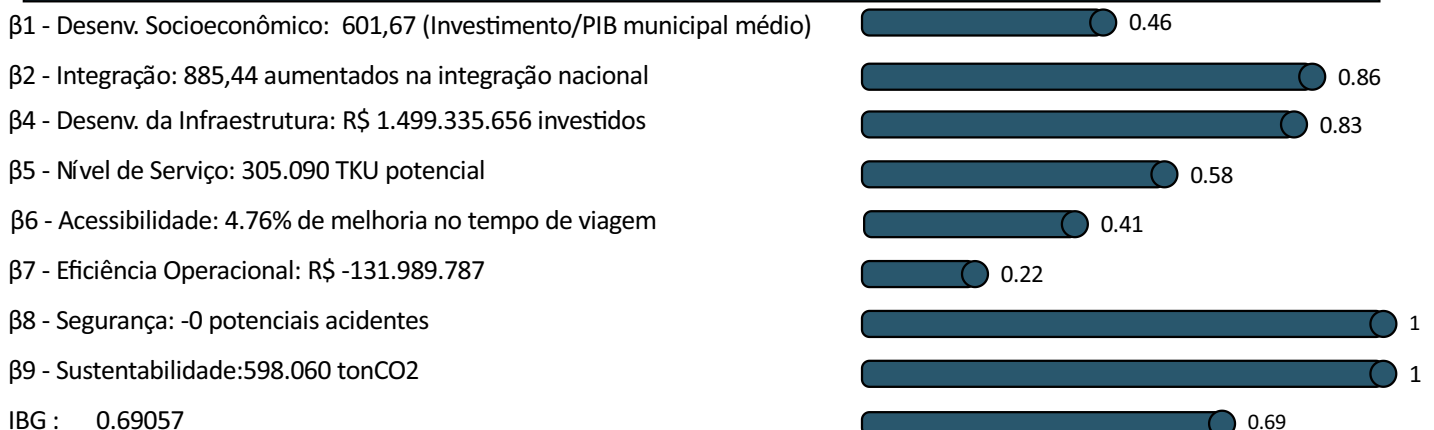 β1 - Desenv. Socioeconômico:  601,67 (Investimento/PIB municipal médio) 0.46
β2 - Integração: 885,44 aumentados na integração nacional 0.86
β4 - Desenv. da Infraestrutura: R$ 1.499.335.656 investidos 0.83
β5 - Nível de Serviço: 305.090 TKU potencial 0.58
β6 - Acessibilidade: 4.76% de melhoria no tempo de viagem 0.41
β7 - Eficiência Operacional: R$ -131.989.787 0.22
β8 - Segurança: -0 potenciais acidentes 1
β9 - Sustentabilidade:598.060 tonCO2 1
IBG :    0.69057 0.69